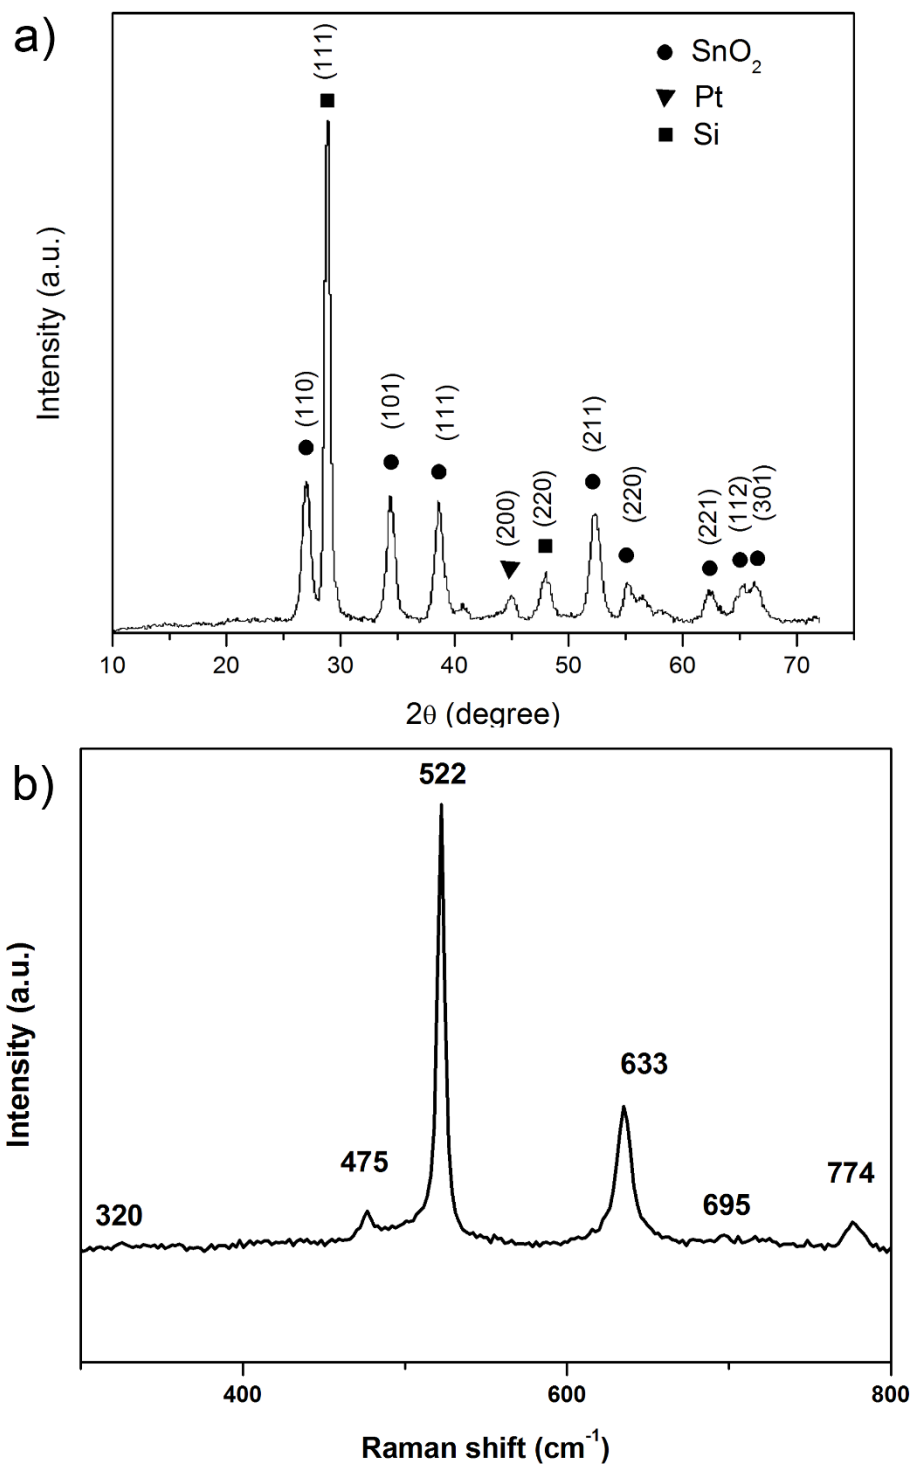 a)
SnO2
Pt
Si
(110)
(111)
(101)
(111)
(200)
(220)
(211)
(220)
(221)
(112)
(301)
Intensity (a.u.)
10 20 30 40 50 60 70
2θ (degree)
b)
522
633
475
774
695
320
Intensity (a.u.)
400 600 800
Raman shift (cm-1)